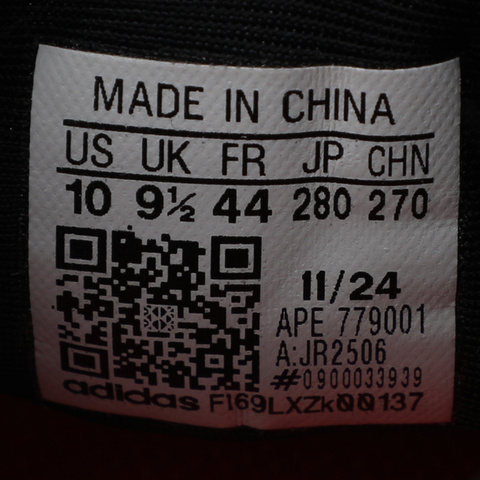 MADE IN CHINA
US UK FR JP CHN
10 9½ 44 280 270
11/24
APE 779001
A:JR2506
#0900033939
adidas FI69LXZk00137